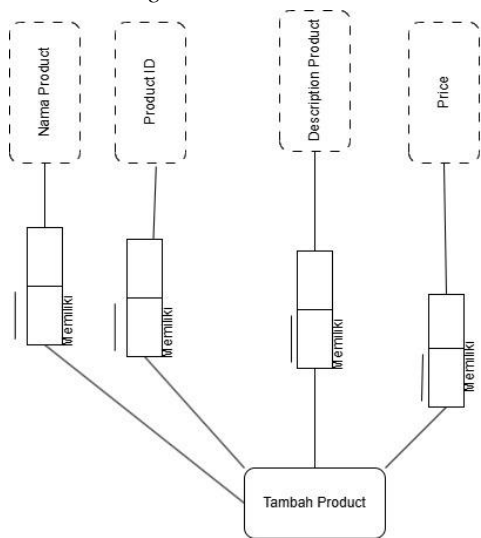 Nama Product
Product ID
Description Product
Price
Memiliki
Memiliki
Memiliki
Memiliki
Tambah Product